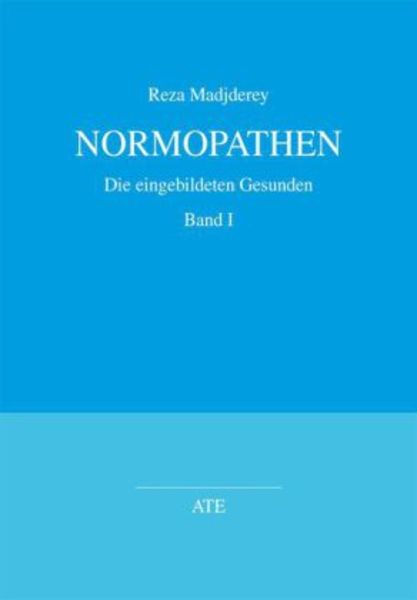 Reza Madjderey
NORMOPATHEN
Die eingebildeten Gesunden
Band I
ATE